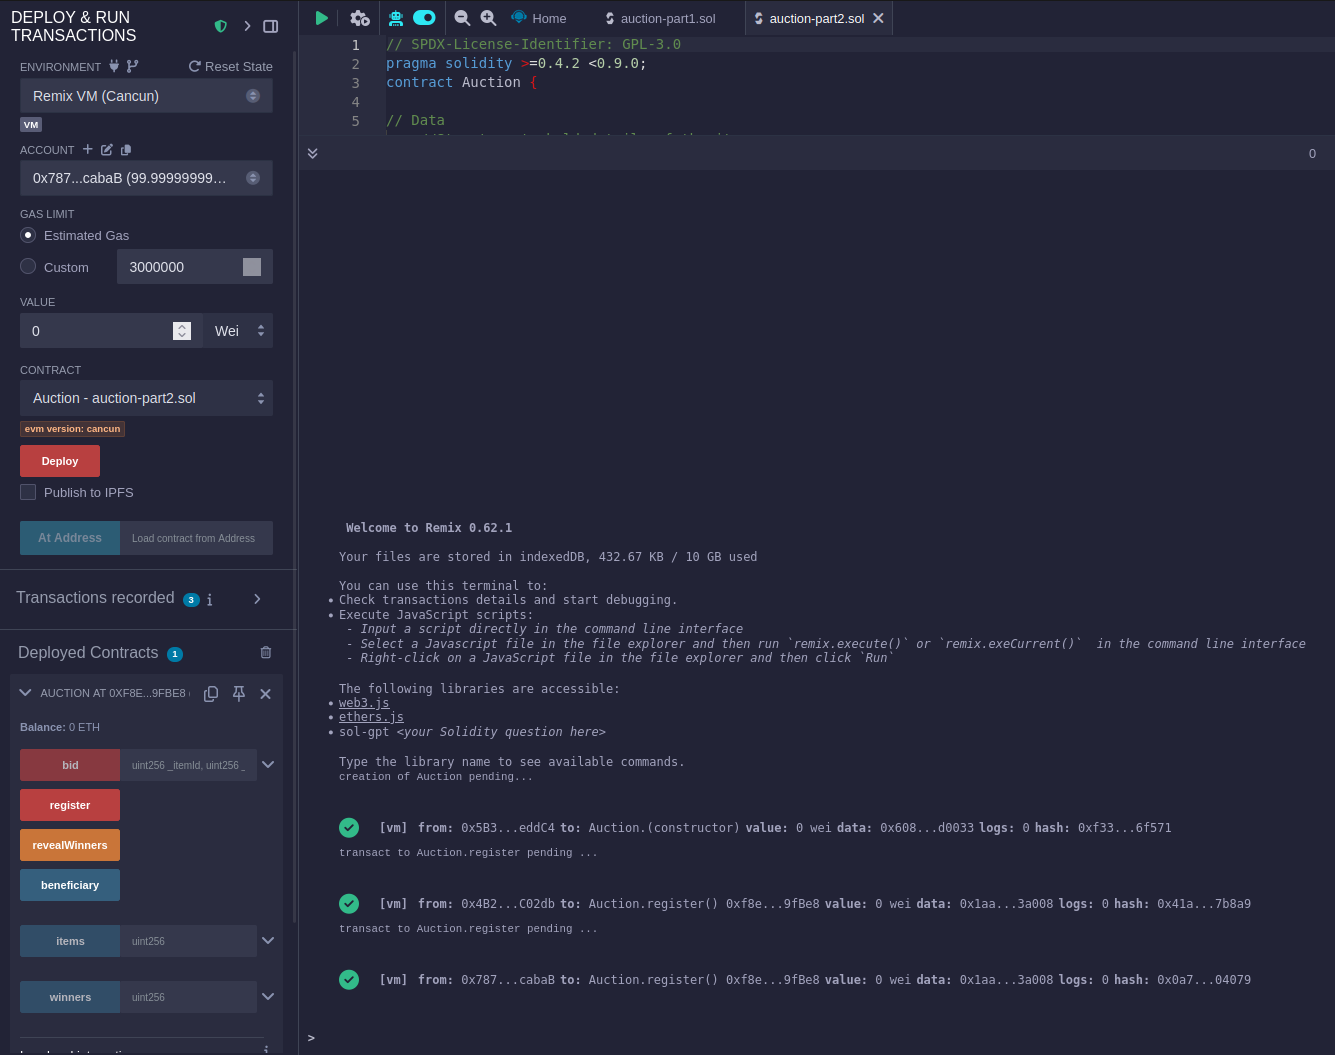 DEPLOY & RUN
TRANSACTIONS
ENVIRONMENT
Reset State
Remix VM (Cancun)
VM
ACCOUNT
0x787...cabaB (99.99999999...
GAS LIMIT
Estimated Gas
Custom
3000000
VALUE
0
Wei
CONTRACT
Auction - auction-part2.sol
evm version: cancun
Deploy
Publish to IPFS
At Address
Load contract from Address
Transactions recorded 3 i
Deployed Contracts 1
AUCTION AT 0XF8E...9FBE8 (
Balance: 0 ETH
bid
uint256 _itemId, uint256 _
register
revealWinners
beneficiary
items
uint256
winners
uint256
Home
auction-part1.sol
auction-part2.sol
1 // SPDX-License-Identifier: GPL-3.0
2 pragma solidity >=0.4.2 <0.9.0;
3 contract Auction {
4
5 // Data
0
Welcome to Remix 0.62.1
Your files are stored in indexedDB, 432.67 KB / 10 GB used
You can use this terminal to:
• Check transactions details and start debugging.
• Execute JavaScript scripts:
- Input a script directly in the command line interface
- Select a Javascript file in the file explorer and then run `remix.execute()` or `remix.exeCurrent()` in the command line interface
- Right-click on a JavaScript file in the file explorer and then click `Run`
The following libraries are accessible:
• web3.js
• ethers.js
• sol-gpt <your Solidity question here>
Type the library name to see available commands.
creation of Auction pending...
[vm] from: 0x5B3...eddC4 to: Auction.(constructor) value: 0 wei data: 0x608...d0033 logs: 0 hash: 0xf33...6f571
transact to Auction.register pending ...
[vm] from: 0x4B2...C02db to: Auction.register() 0xf8e...9fBe8 value: 0 wei data: 0x1aa...3a008 logs: 0 hash: 0x41a...7b8a9
transact to Auction.register pending ...
[vm] from: 0x787...cabaB to: Auction.register() 0xf8e...9fBe8 value: 0 wei data: 0x1aa...3a008 logs: 0 hash: 0x0a7...04079
>